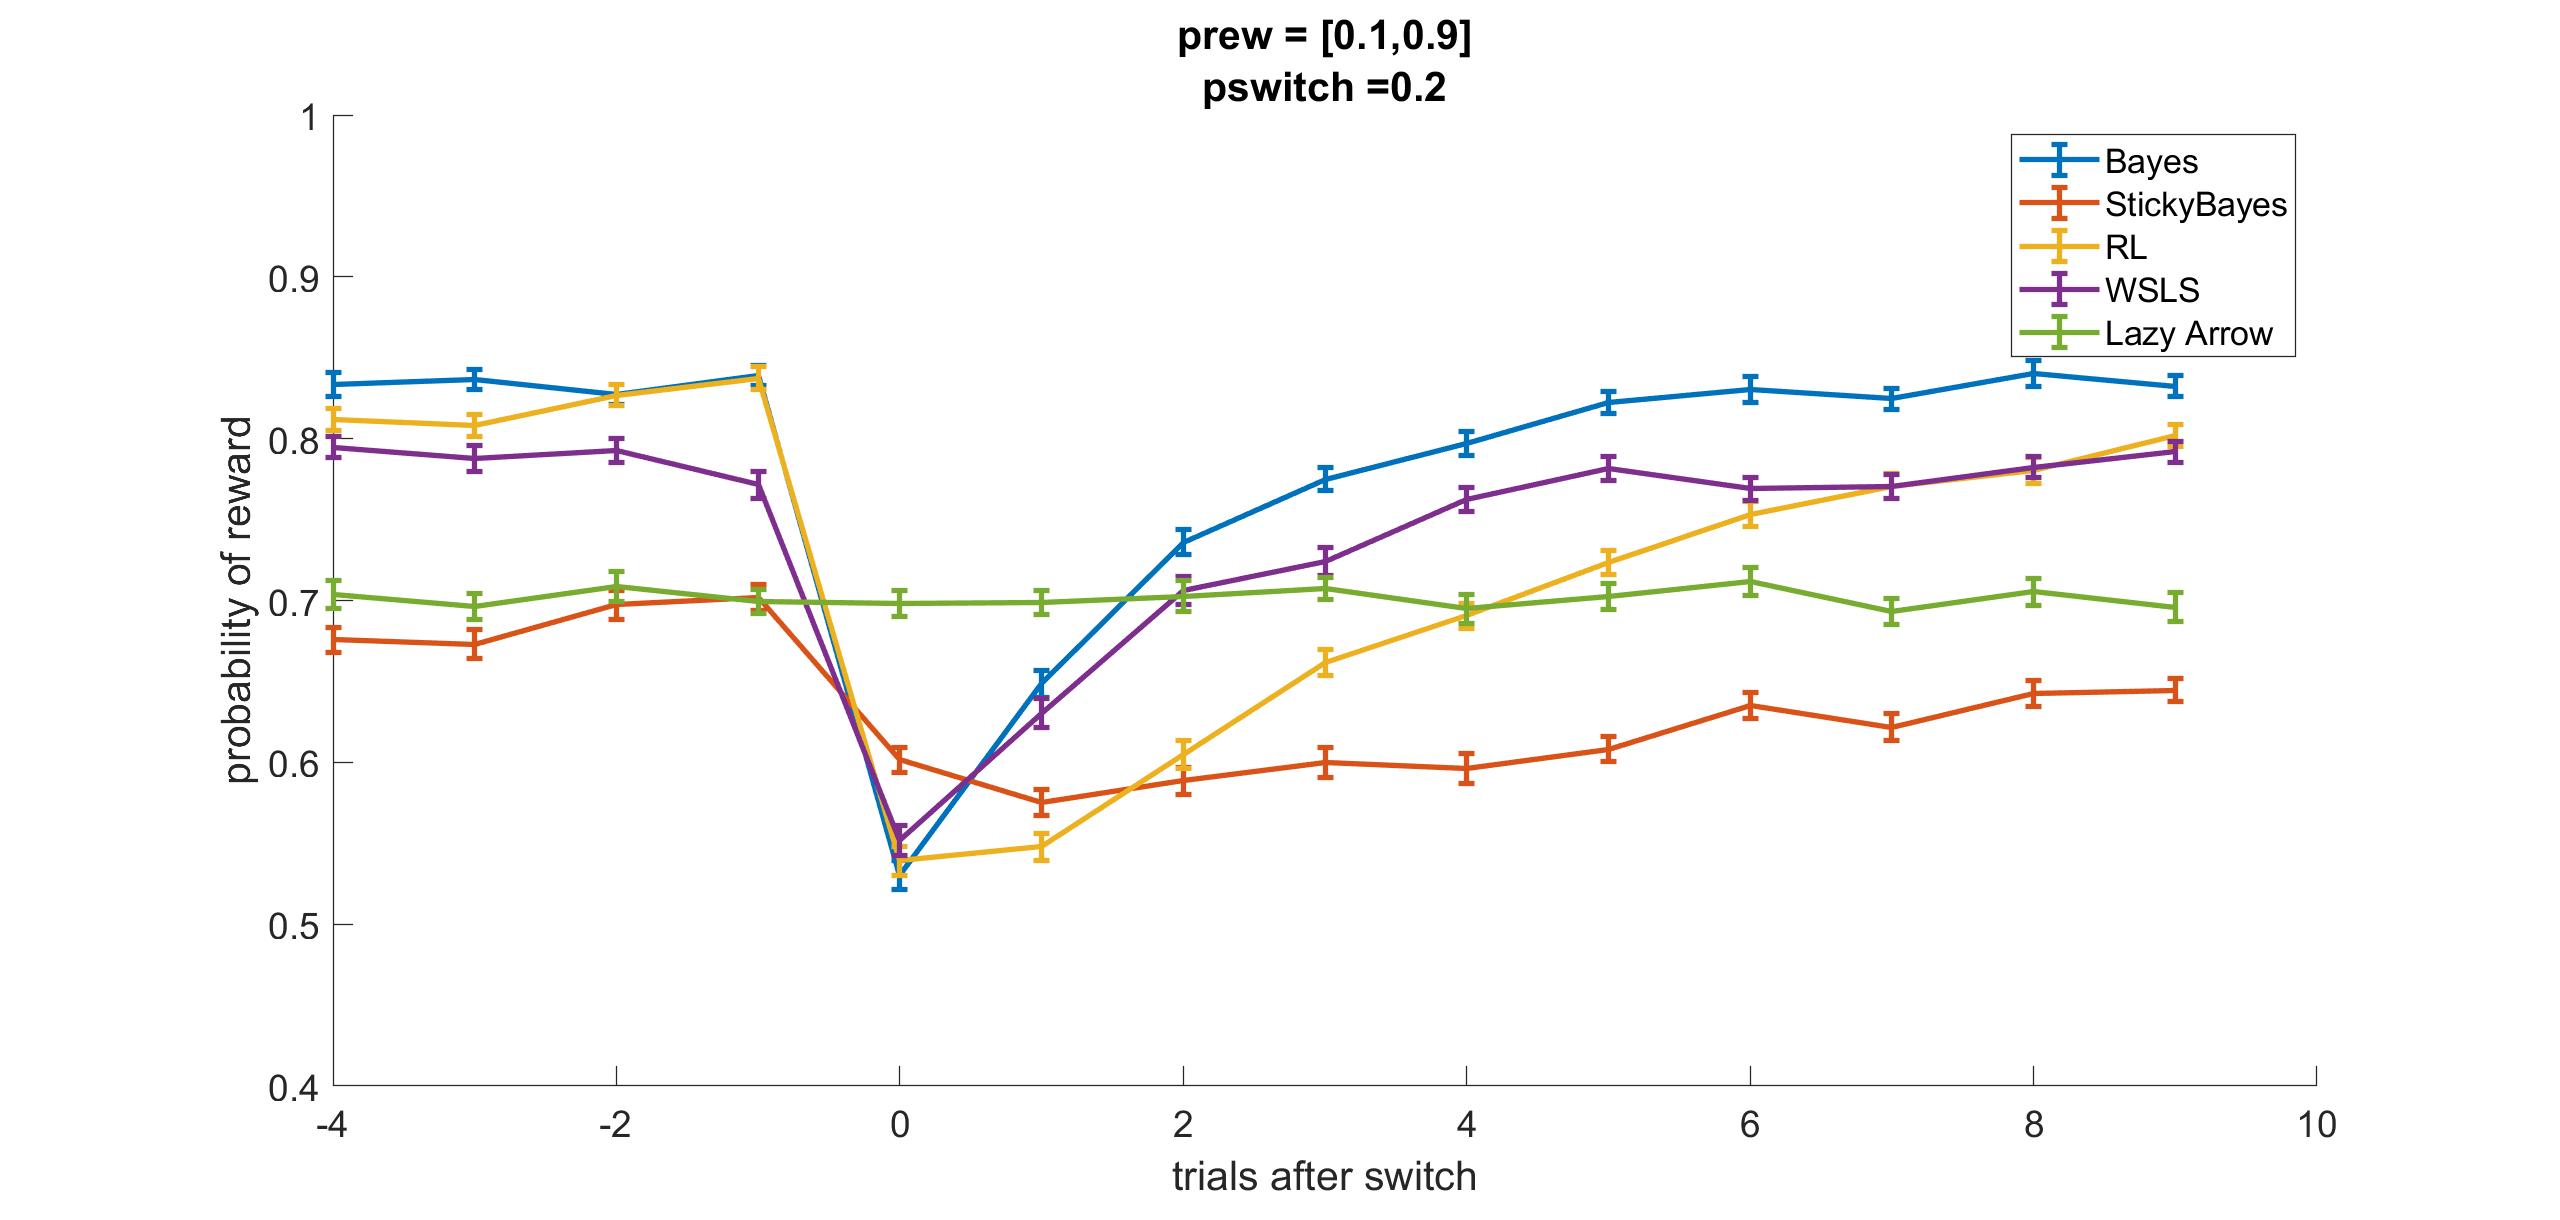 prew = [0.1,0.9]
pswitch =0.2
probability of reward
1
0.9
0.8
0.7
0.6
0.5
0.4
-4
-2
0
2
4
6
8
10
trials after switch
Bayes
StickyBayes
RL
WSLS
Lazy Arrow